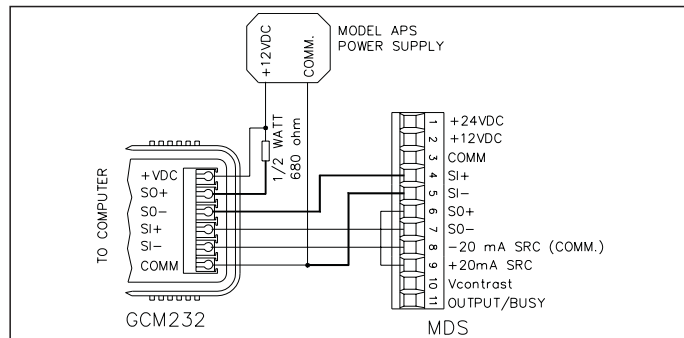 MODEL APS
POWER SUPPLY
+12VDC
COMM.
1/2 WATT
680 ohm
TO COMPUTER
+VDC
SO+
SO-
SI+
SI-
COMM
GCM232
1 +24VDC
2 +12VDC
3 COMM
4 SI+
5 SI-
6 SO+
7 SO-
8 -20 mA SRC (COMM.)
9 +20mA SRC
10 Vcontrast
11 OUTPUT/BUSY
MDS